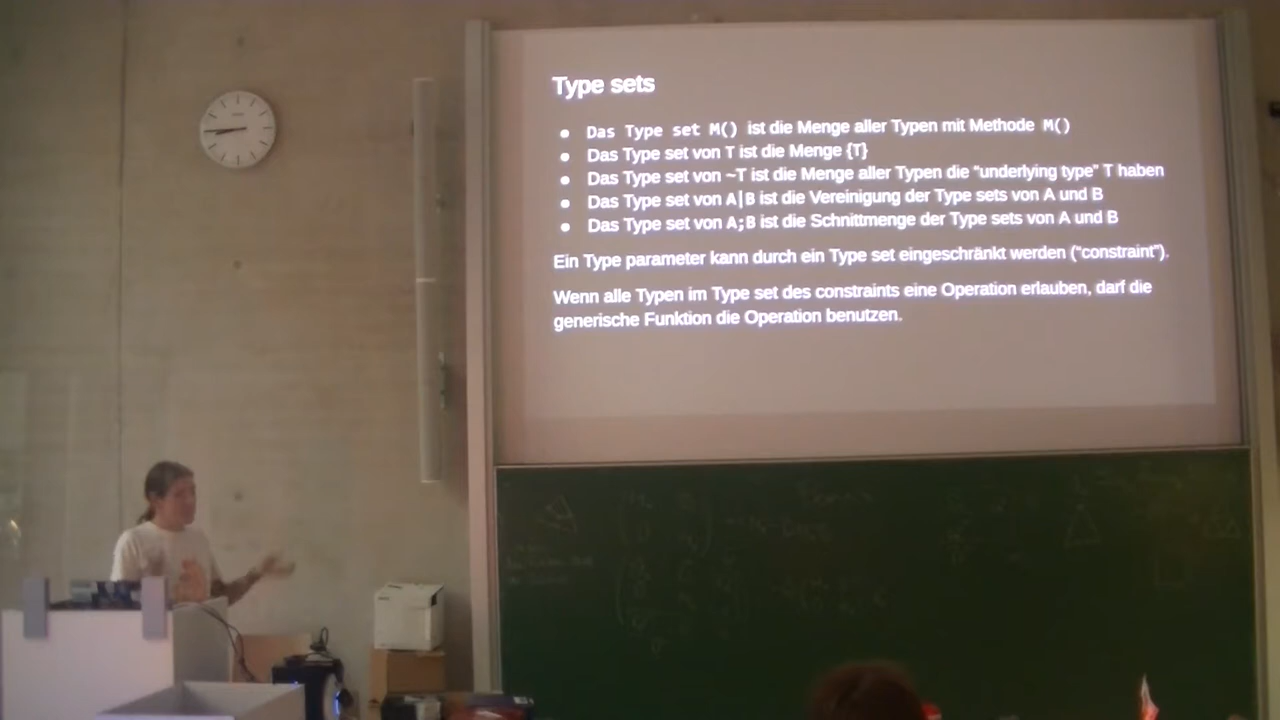 Type sets
● Das Type set M() ist die Menge aller Typen mit Methode M()
● Das Type set von T ist die Menge {T}
● Das Type set von ~T ist die Menge aller Typen die "underlying type" T haben
● Das Type set von A|B ist die Vereinigung der Type sets von A und B
● Das Type set von A;B ist die Schnittmenge der Type sets von A und B
Ein Type parameter kann durch ein Type set eingeschränkt werden ("constraint").
Wenn alle Typen im Type set des constraints eine Operation erlauben, darf die
generische Funktion die Operation benutzen.